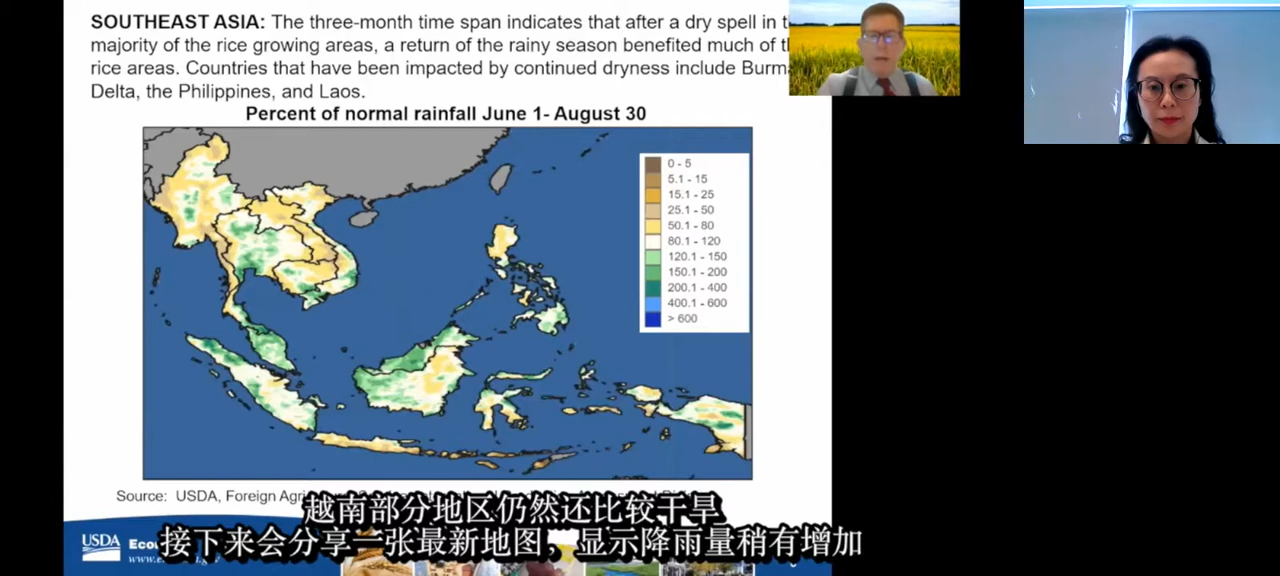 SOUTHEAST ASIA: The three-month time span indicates that after a dry spell in
majority of the rice growing areas, a return of the rainy season benefited much of
rice areas. Countries that have been impacted by continued dryness include
Delta, the Philippines, and Laos.
Percent of normal rainfall June 1- August 30
0 - 5
5.1 - 15
15.1 - 25
25.1 - 50
50.1 - 80
80.1 - 120
120.1 - 150
150.1 - 200
200.1 - 400
400.1 - 600
> 600
Source: USDA, Foreign
越南部分地区仍然还比较干旱
接下来会分享一张最新地图，显示降雨量稍有增加
USDA